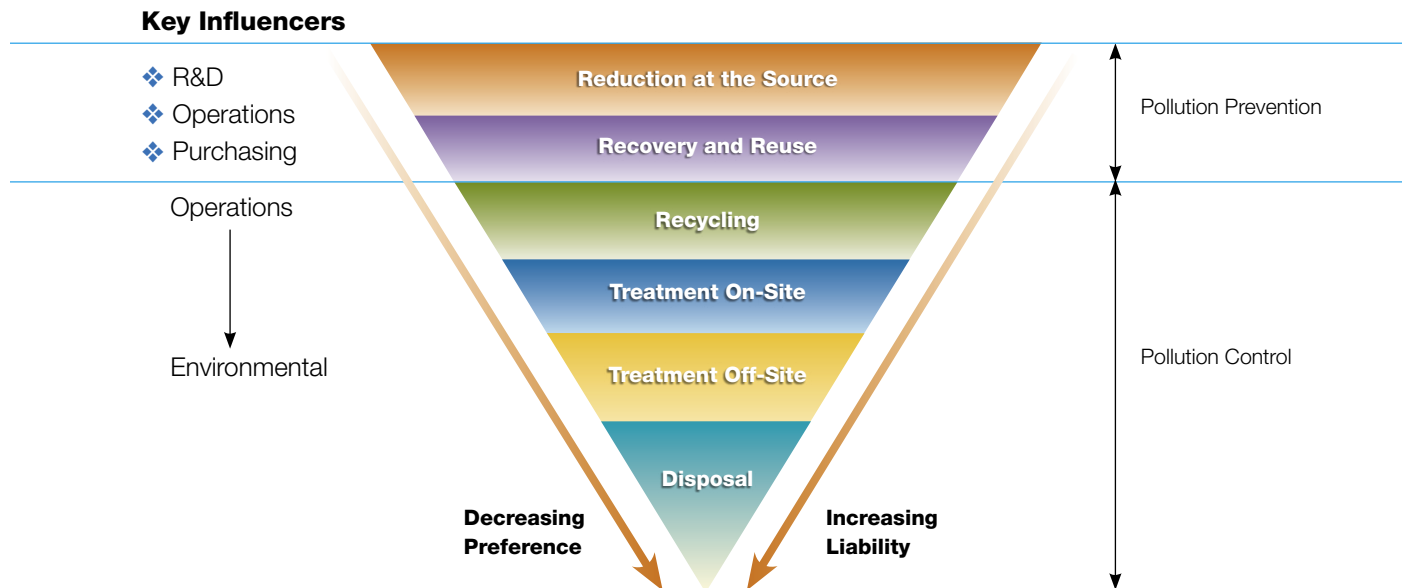 Key Influencers
❖ R&D
❖ Operations
❖ Purchasing
Operations
Environmental
Reduction at the Source
Recovery and Reuse
Recycling
Treatment On-Site
Treatment Off-Site
Disposal
Decreasing
Preference
Increasing
Liability
Pollution Prevention
Pollution Control